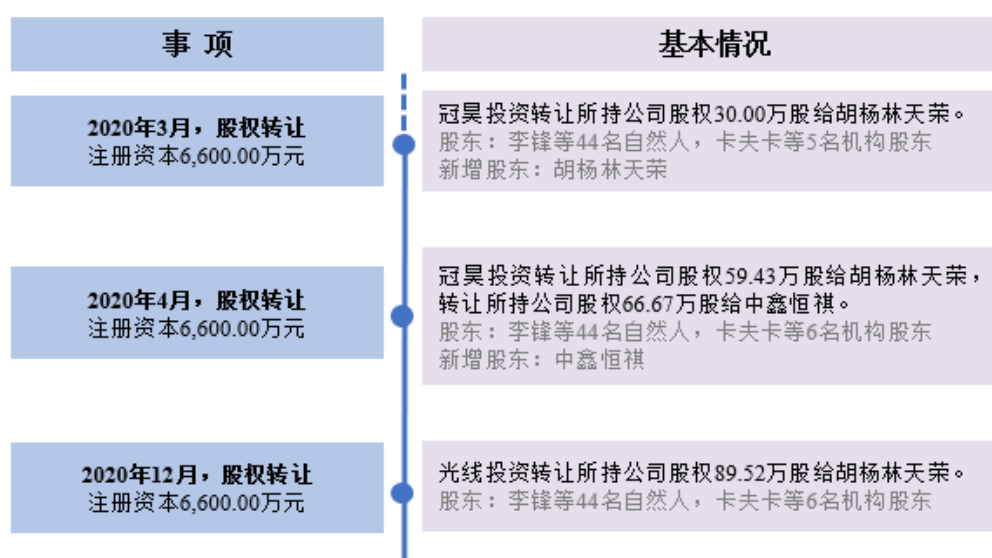 事 项
基本情况
2020年3月，股权转让
注册资本6,600.00万元
冠昊投资转让所持公司股权30.00万股给胡杨林天荣。
股东：李锋等44名自然人，卡夫卡等5名机构股东
新增股东：胡杨林天荣
2020年4月，股权转让
注册资本6,600.00万元
冠昊投资转让所持公司股权59.43万股给胡杨林天荣，
转让所持公司股权66.67万股给中鑫恒祺。
股东：李锋等44名自然人，卡夫卡等6名机构股东
新增股东：中鑫恒祺
2020年12月，股权转让
注册资本6,600.00万元
光线投资转让所持公司股权89.52万股给胡杨林天荣。
股东：李锋等44名自然人，卡夫卡等6名机构股东